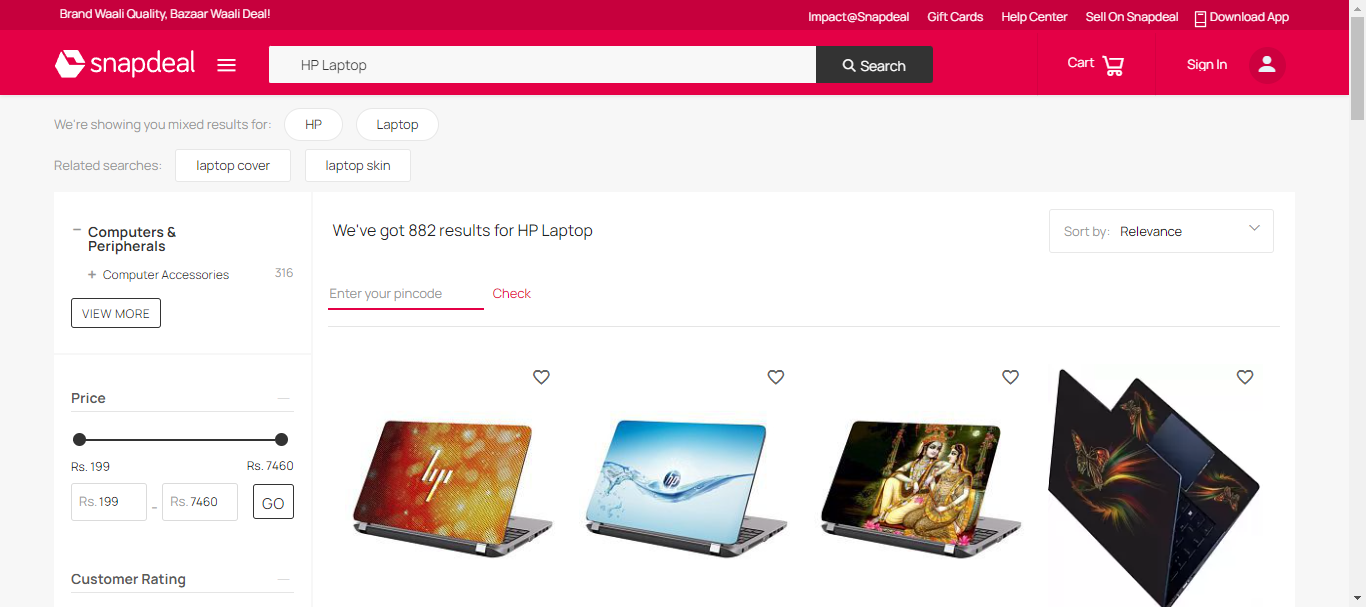 Brand Waali Quality, Bazaar Waali Deal!
Impact@Snapdeal Gift Cards Help Center Sell On Snapdeal Download App
snapdeal HP Laptop Search Cart Sign In
We're showing you mixed results for: HP Laptop
Related searches: laptop cover laptop skin
Computers &
Peripherals
+ Computer Accessories 316
VIEW MORE
Price
Rs. 199 Rs. 7460
Rs. 199 - Rs. 7460 GO
Customer Rating
We've got 882 results for HP Laptop
Sort by: Relevance
Enter your pincode Check
hp
hp